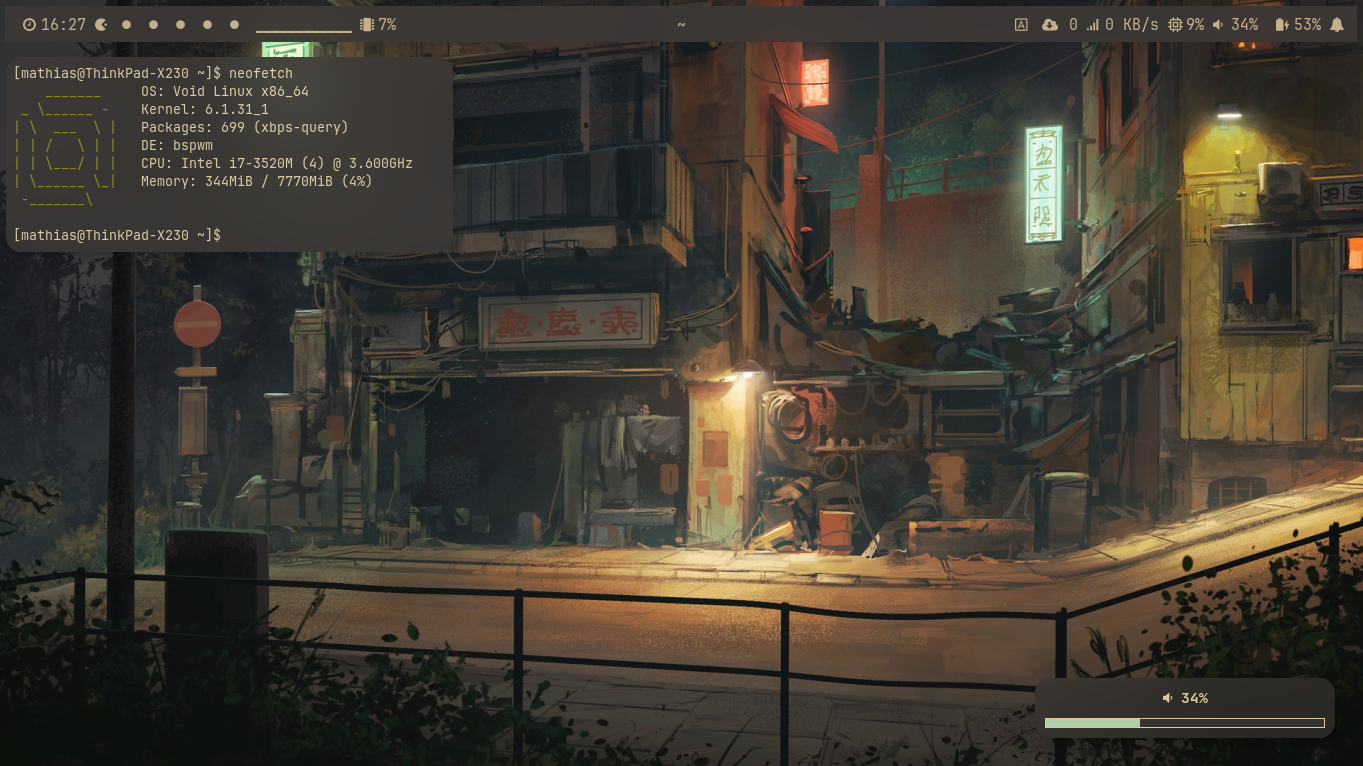 16:27 7% ~ A 0 0 KB/s 9% 34% 53%
[mathias@ThinkPad-X230 ~]$ neofetch
OS: Void Linux x86_64
Kernel: 6.1.31_1
Packages: 699 (xbps-query)
DE: bspwm
CPU: Intel i7-3520M (4) @ 3.600GHz
Memory: 344MiB / 7770MiB (4%)
[mathias@ThinkPad-X230 ~]$
34%